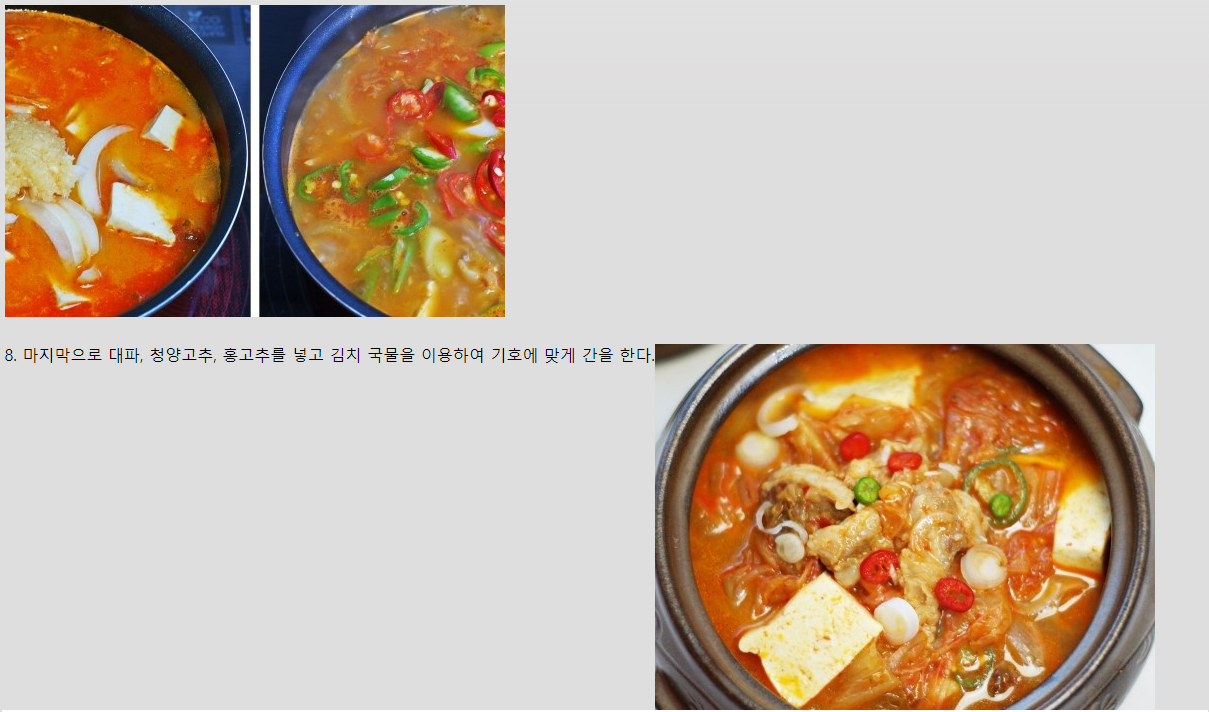 8. 마지막으로 대파, 청양고추, 홍고추를 넣고 김치 국물을 이용하여 기호에 맞게 간을 한다.